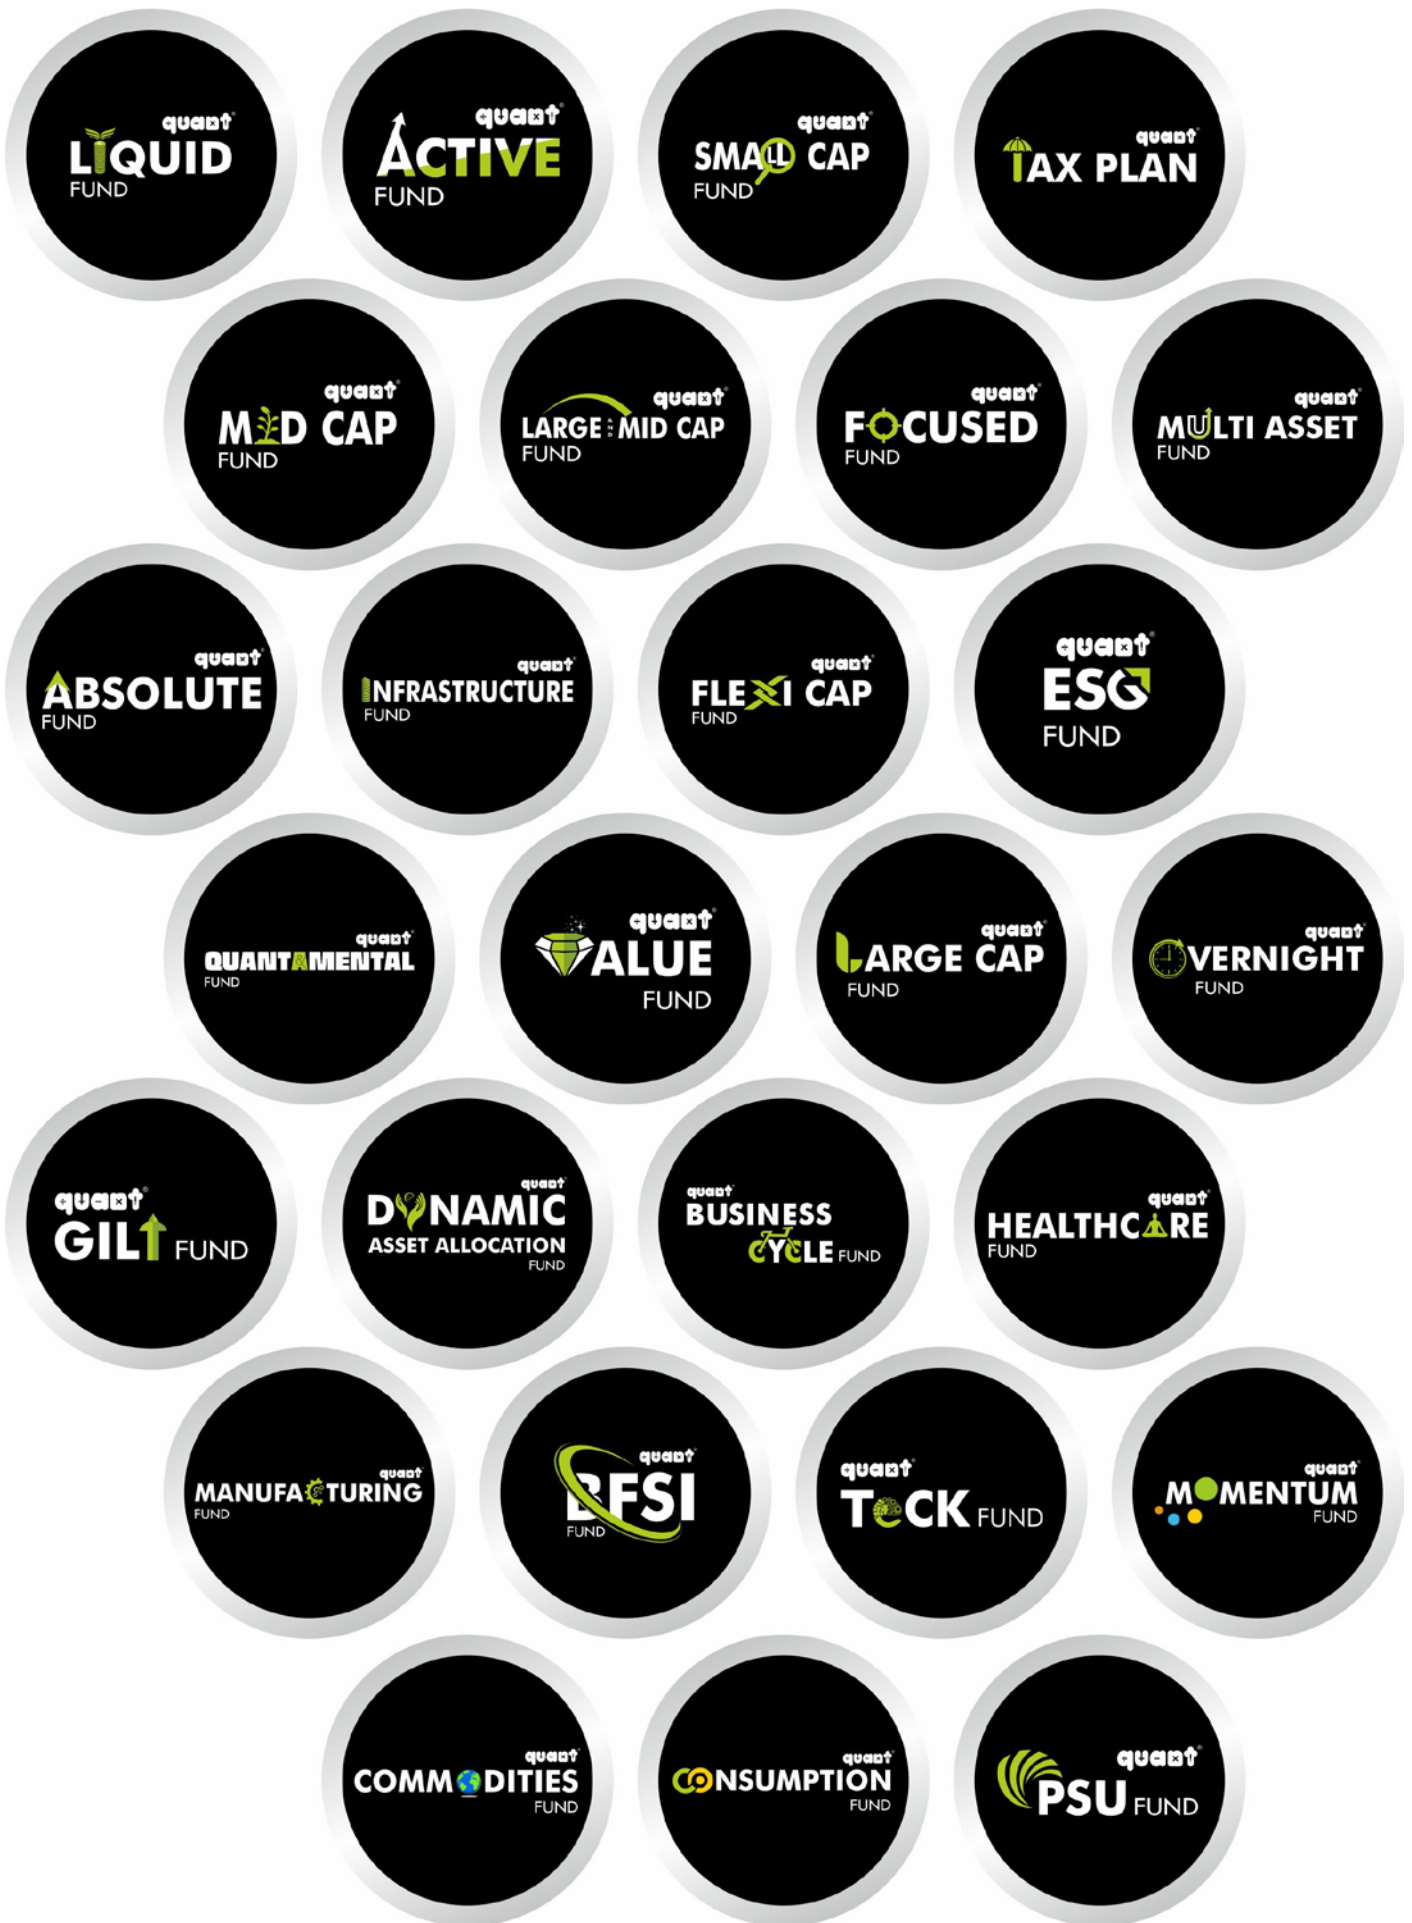 quant®
LIQUID
FUND
quant®
ACTIVE
FUND
quant®
SMALL CAP
FUND
quant®
TAX PLAN
quant®
MID CAP
FUND
quant®
LARGE AND MID CAP
FUND
quant®
FOCUSED
FUND
quant®
MULTI ASSET
FUND
quant®
ABSOLUTE
FUND
quant®
INFRASTRUCTURE
FUND
quant®
FLEXI CAP
FUND
quant®
ESG
FUND
quant®
QUANTAMENTAL
FUND
quant®
VALUE
FUND
quant®
LARGE CAP
FUND
quant®
OVERNIGHT
FUND
quant®
GILT FUND
quant®
DYNAMIC
ASSET ALLOCATION
FUND
quant®
BUSINESS
CYCLE FUND
quant®
HEALTHCARE
FUND
quant®
MANUFACTURING
FUND
quant®
BFSI
FUND
quant®
TeCK FUND
quant®
MOMENTUM
FUND
quant®
COMMODITIES
FUND
quant®
CONSUMPTION
FUND
quant®
PSU FUND